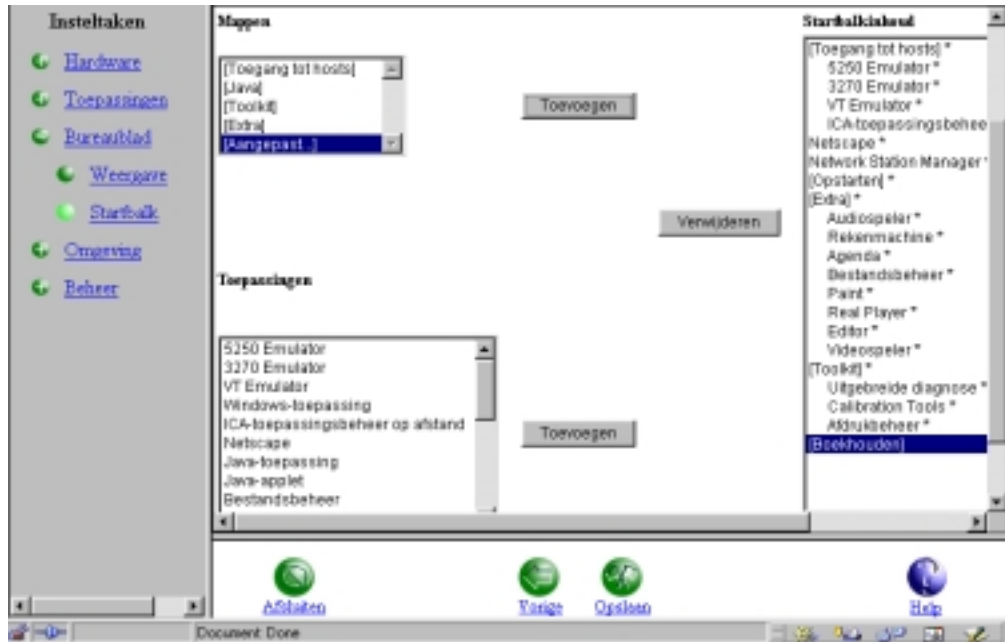 Insteltaken
Hardware
Toepassingen
Bureaublad
Weergave
Startbalk
Omgeving
Beheer
Mappen
[Toegang tot hosts]
[Java]
[Toolkit]
[Extra]
[Aangepast...]
Toevoegen
Verwijderen
Toepassingen
5250 Emulator
3270 Emulator
VT Emulator
Windows-toepassing
ICA-toepassingsbeheer op afstand
Netscape
Java-toepassing
Java-applet
Bestandsbeheer
Toevoegen
Startbalkinhoud
[Toegang tot hosts] *
5250 Emulator *
3270 Emulator *
VT Emulator *
ICA-toepassingsbehee
Netscape *
Network Station Manager *
[Opstarten] *
[Extra] *
Audiospeler *
Rekenmachine *
Agenda *
Bestandsbeheer *
Paint *
Real Player *
Editor *
Videospeler *
[Toolkit] *
Uitgebreide diagnose *
Calibration Tools *
Afdrukbeheer *
[Boekhouden]
Afsluiten
Vorige
Opslaan
Help
Document: Done